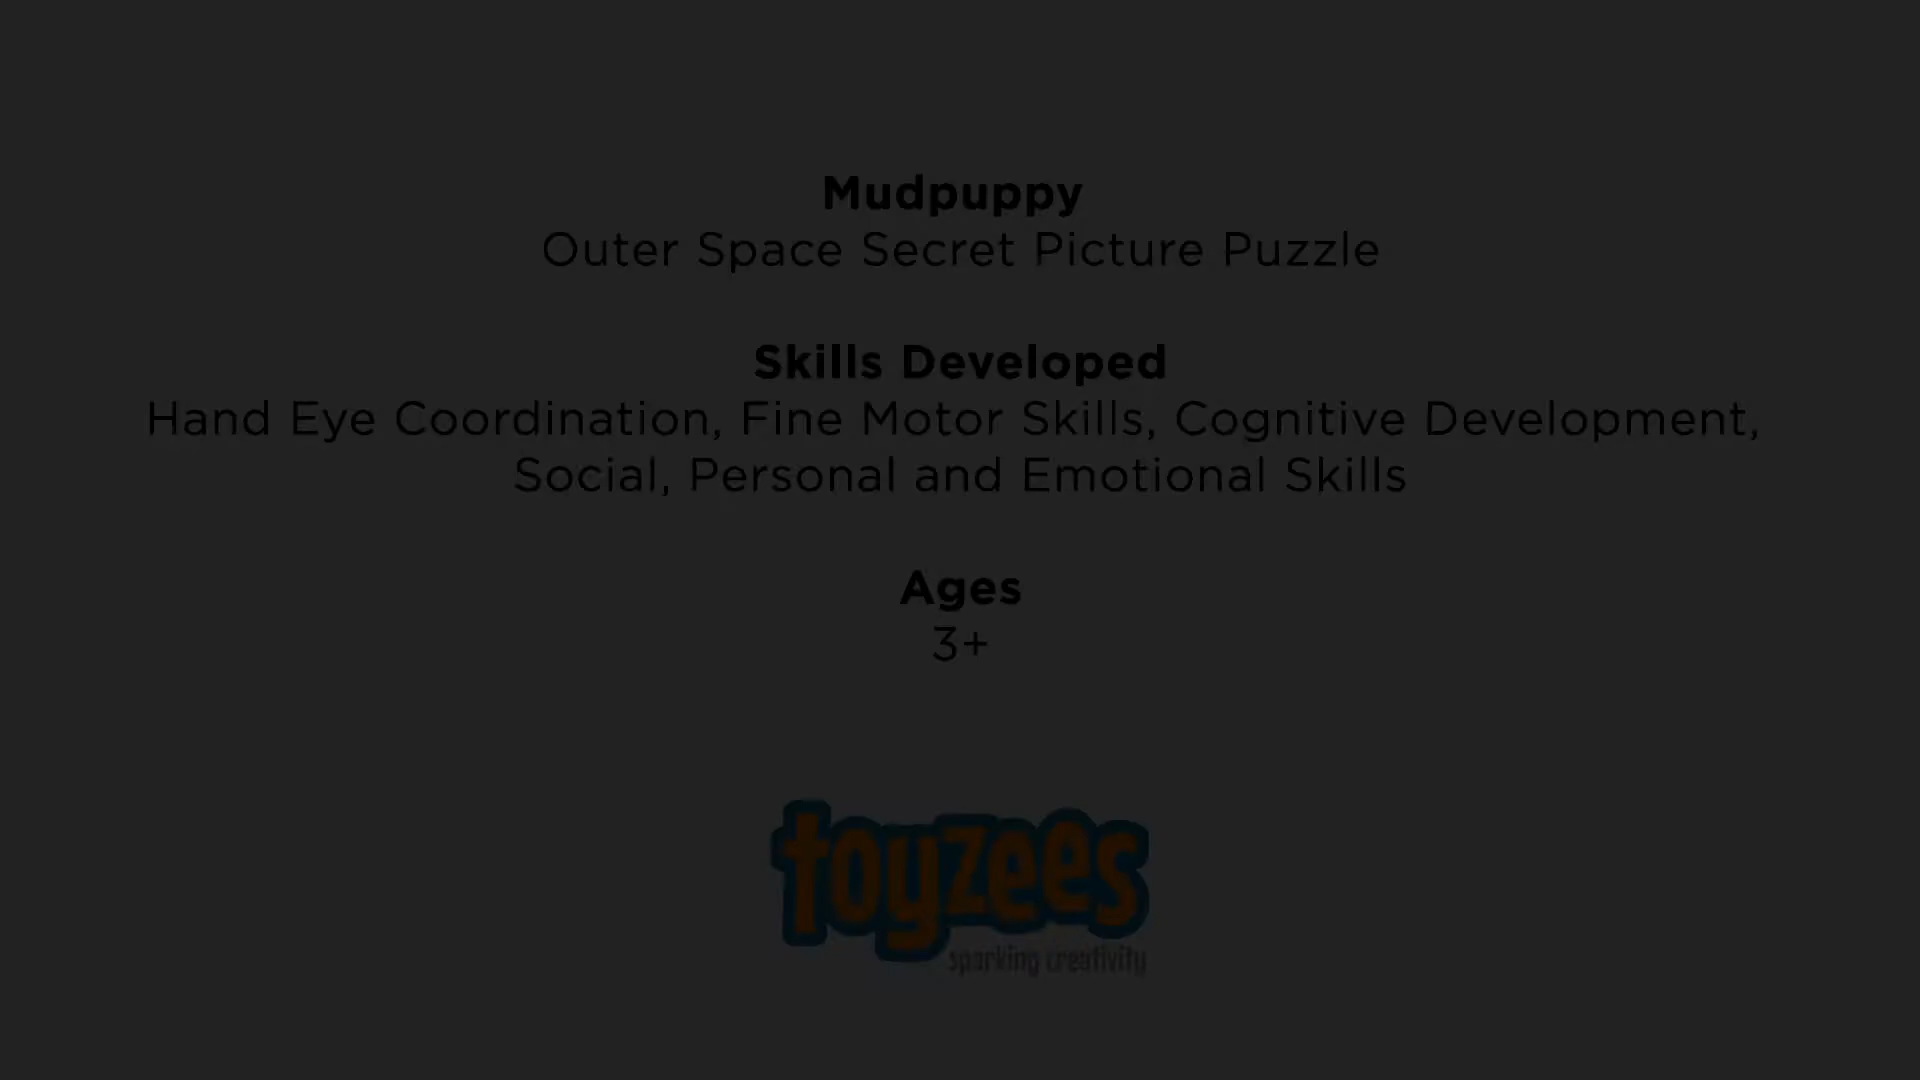 Mudpuppy
Outer Space Secret Picture Puzzle
Skills Developed
Hand Eye Coordination, Fine Motor Skills, Cognitive Development,
Social, Personal and Emotional Skills
Ages
3+
toyzees
sparking creativity